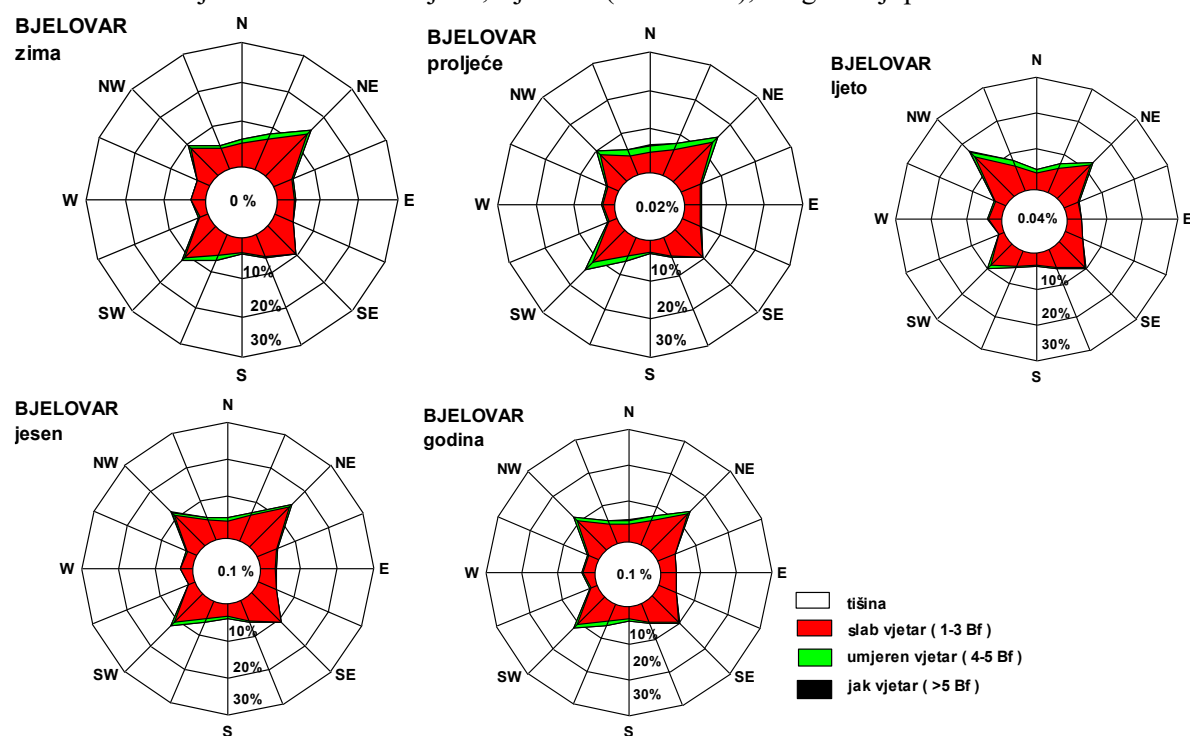 BJELOVAR
zima
N
NE
E
SE
S
SW
W
NW
0 %
10%
20%
30%
BJELOVAR
proljeće
N
NE
E
SE
S
SW
W
NW
0.02%
10%
20%
30%
BJELOVAR
ljeto
N
NE
E
SE
S
SW
W
NW
0.04%
10%
20%
30%
BJELOVAR
jesen
N
NE
E
SE
S
SW
W
NW
0.1 %
10%
20%
30%
BJELOVAR
godina
N
NE
E
SE
S
SW
W
NW
0.1 %
10%
20%
30%
tišina
slab vjetar ( 1-3 Bf )
umjeren vjetar ( 4-5 Bf )
jak vjetar ( >5 Bf )